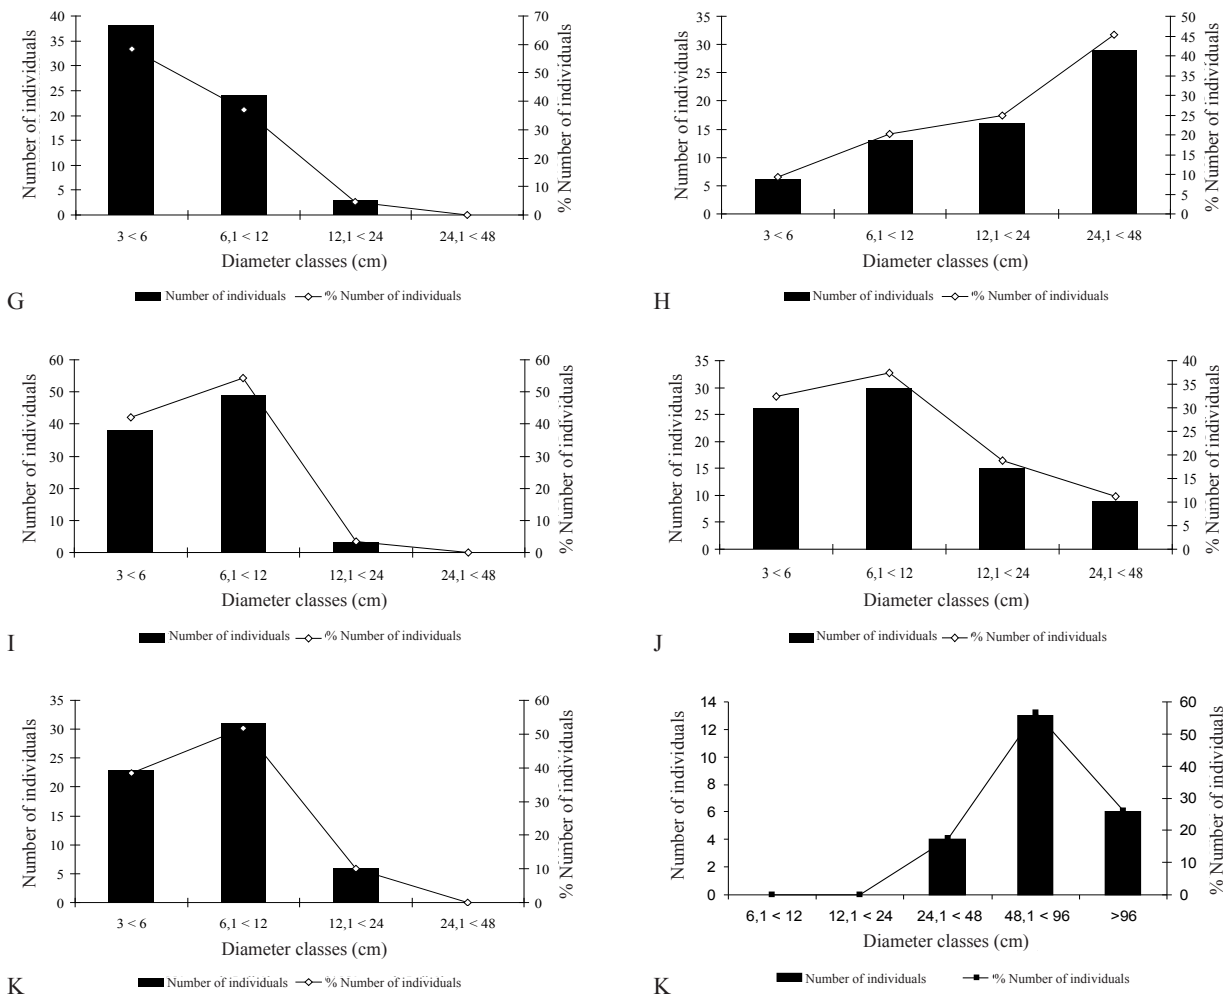 Number of individuals
40
35
30
25
20
15
10
5
0
70
60
50
40
30
20
10
0
% Number of individuals
3 < 6 6,1 < 12 12,1 < 24 24,1 < 48
Diameter classes (cm)
Number of individuals % Number of individuals
G
Number of individuals
35
30
25
20
15
10
5
0
50
45
40
35
30
25
20
15
10
5
0
% Number of individuals
3 < 6 6,1 < 12 12,1 < 24 24,1 < 48
Diameter classes (cm)
Number of individuals % Number of individuals
H
Number of individuals
60
50
40
30
20
10
0
60
50
40
30
20
10
0
% Number of individuals
3 < 6 6,1 < 12 12,1 < 24 24,1 < 48
Diameter classes (cm)
Number of individuals % Number of individuals
I
Number of individuals
35
30
25
20
15
10
5
0
40
35
30
25
20
15
10
5
0
% Number of individuals
3 < 6 6,1 < 12 12,1 < 24 24,1 < 48
Diameter classes (cm)
Number of individuals % Number of individuals
J
Number of individuals
35
30
25
20
15
10
5
0
60
50
40
30
20
10
0
% Number of individuals
3 < 6 6,1 < 12 12,1 < 24 24,1 < 48
Diameter classes (cm)
Number of individuals % Number of individuals
K
Number of individuals
14
12
10
8
6
4
2
0
60
50
40
30
20
10
0
% Number of individuals
6,1 < 12 12,1 < 24 24,1 < 48 48,1 < 96 >96
Diameter classes (cm)
Number of individuals % Number of individuals
K